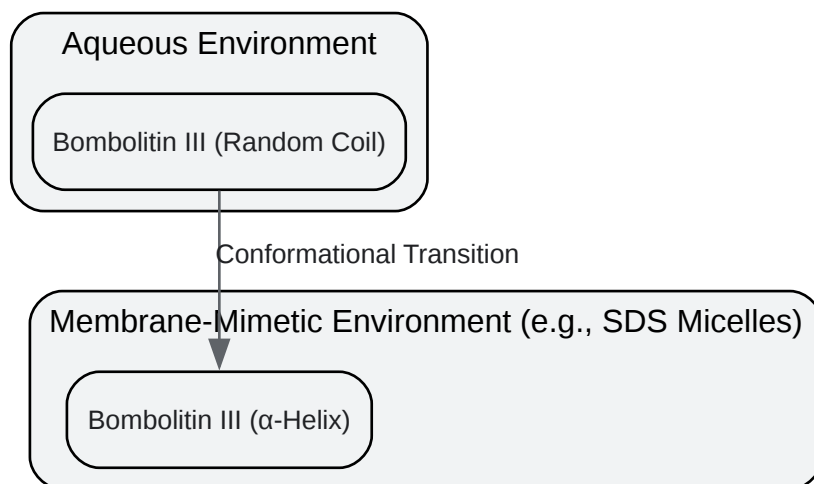 Aqueous Environment
Bombolitin III (Random Coil)
Conformational Transition
Membrane-Mimetic Environment (e.g., SDS Micelles)
Bombolitin III (α-Helix)